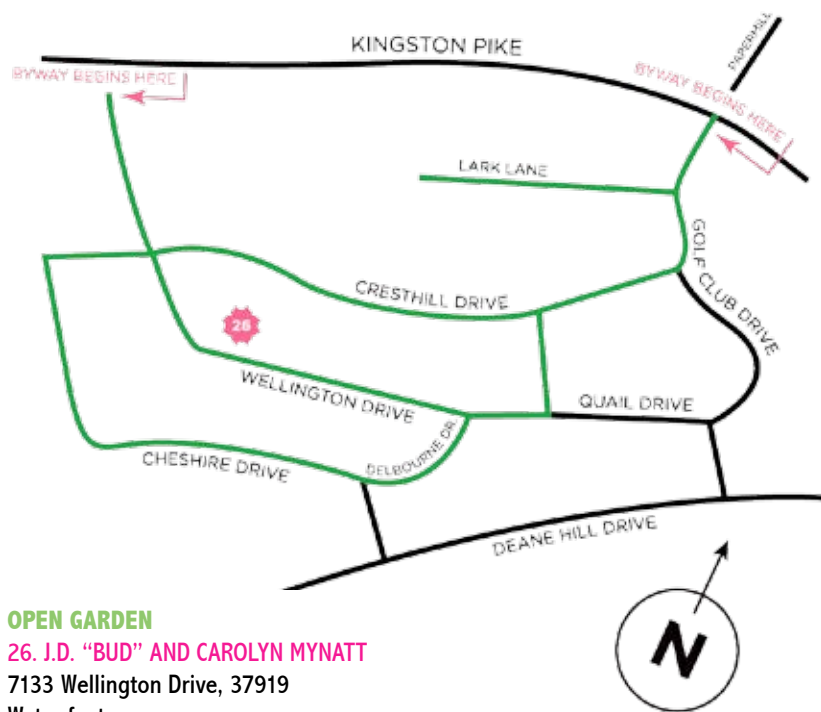 KINGSTON PIKE
PAPERMILL
BYWAY BEGINS HERE
BYWAY BEGINS HERE
LARK LANE
GOLF CLUB DRIVE
CRESTHILL DRIVE
26
WELLINGTON DRIVE
QUAIL DRIVE
DELBOURNE DR.
CHESHIRE DRIVE
DEANE HILL DRIVE
N
OPEN GARDEN
26. J.D. “BUD” AND CAROLYN MYNATT
7133 Wellington Drive, 37919